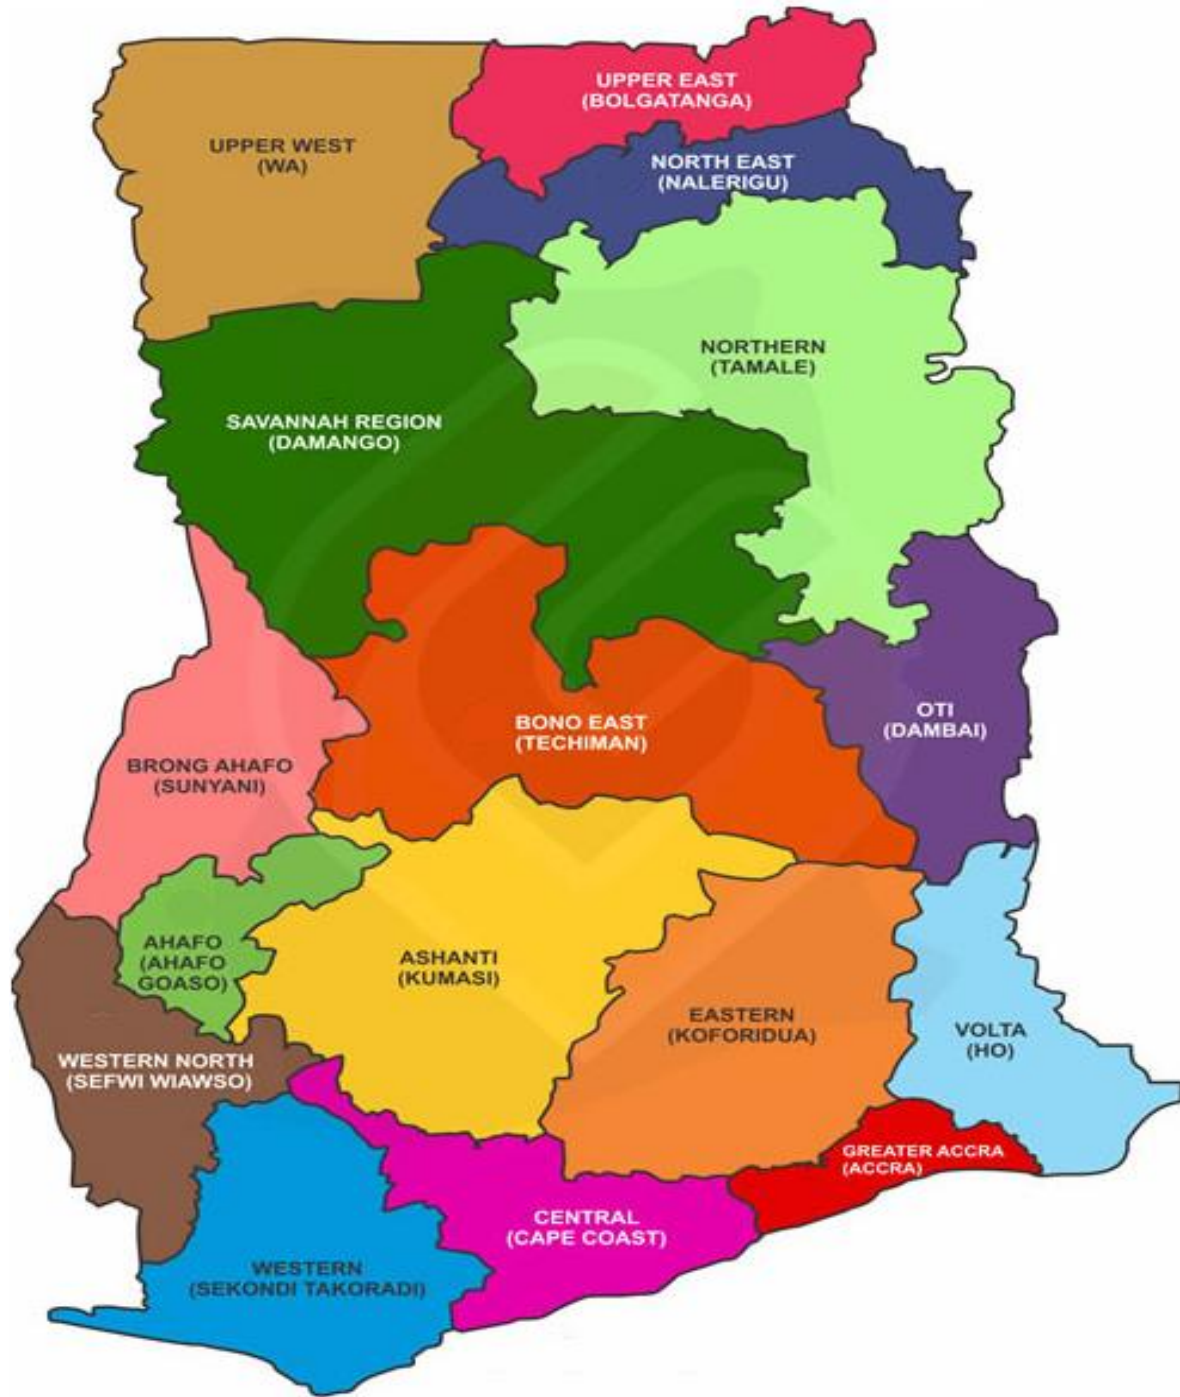 UPPER EAST
(BOLGATANGA)
UPPER WEST
(WA)
NORTH EAST
(NALERIGU)
NORTHERN
(TAMALE)
SAVANNAH REGION
(DAMANGO)
OTI
(DAMBAI)
BONO EAST
(TECHIMAN)
BRONG AHAFO
(SUNYANI)
AHAFO
(AHAFO
GOASO)
ASHANTI
(KUMASI)
EASTERN
(KOFORIDUA)
VOLTA
(HO)
WESTERN NORTH
(SEFWI WIAWSO)
GREATER ACCRA
(ACCRA)
CENTRAL
(CAPE COAST)
WESTERN
(SEKONDI TAKORADI)